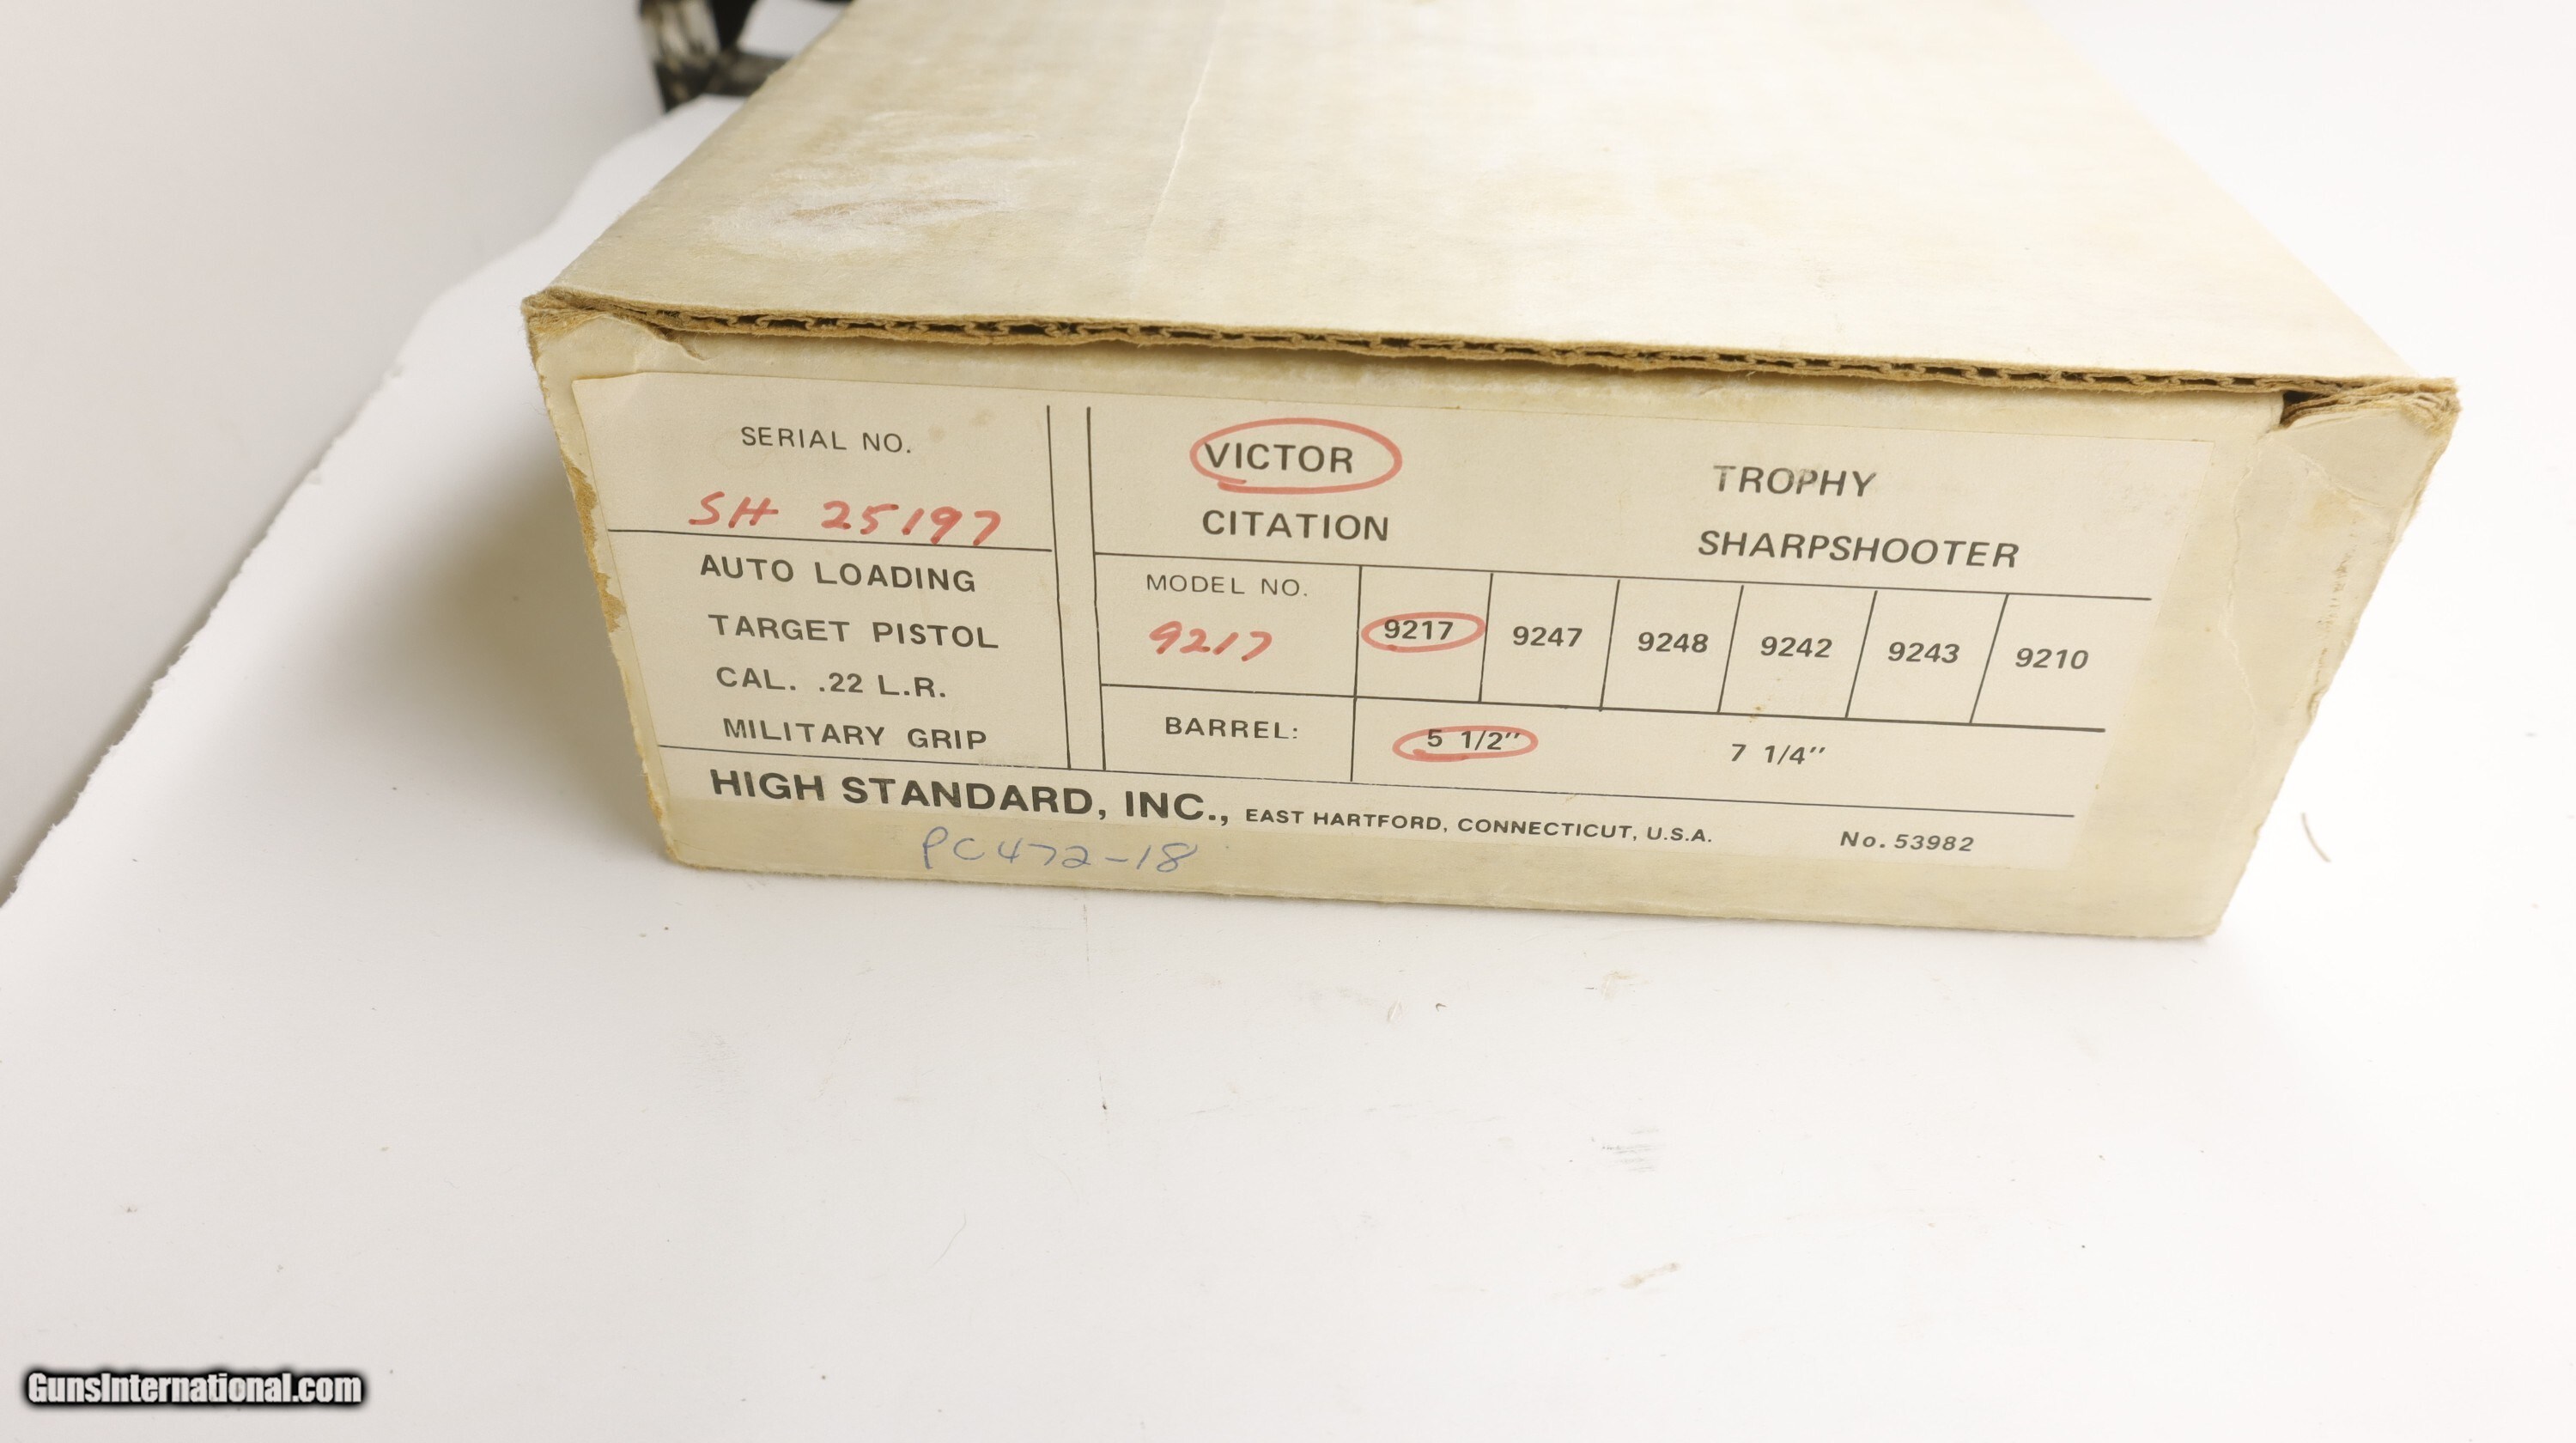 SERIAL NO.
SH 25197
AUTO LOADING
TARGET PISTOL
CAL. .22 L.R.
MILITARY GRIP
VICTOR
CITATION
TROPHY
SHARPSHOOTER
MODEL NO.
9217
9217 9247 9248 9242 9243 9210
BARREL: 5 1/2" 7 1/4"
HIGH STANDARD, INC., EAST HARTFORD, CONNECTICUT, U.S.A. No. 53982
PC472-18
GunsInternational.com